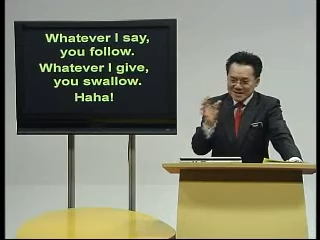 Whatever I say,
you follow.
Whatever I give,
you swallow.
Haha!